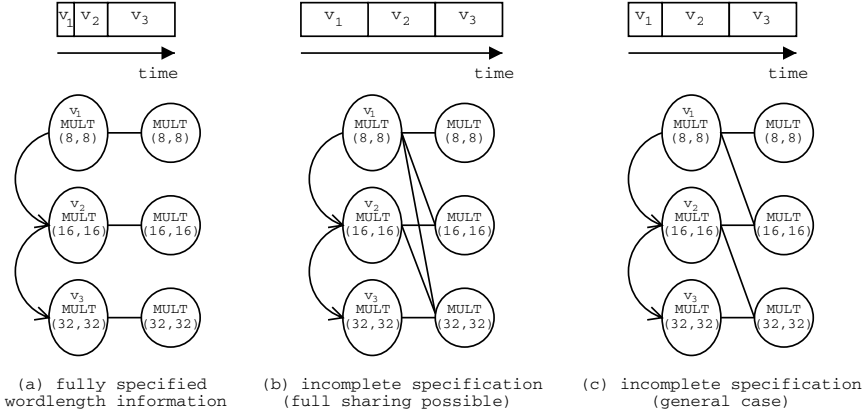 v1 v2 v3
time
v1
MULT
(8,8)
MULT
(8,8)
v2
MULT
(16,16)
MULT
(16,16)
v3
MULT
(32,32)
MULT
(32,32)
(a) fully specified
wordlength information
v1 v2 v3
time
v1
MULT
(8,8)
MULT
(8,8)
v2
MULT
(16,16)
MULT
(16,16)
v3
MULT
(32,32)
MULT
(32,32)
(b) incomplete specification
(full sharing possible)
v1 v2 v3
time
v1
MULT
(8,8)
MULT
(8,8)
v2
MULT
(16,16)
MULT
(16,16)
v3
MULT
(32,32)
MULT
(32,32)
(c) incomplete specification
(general case)